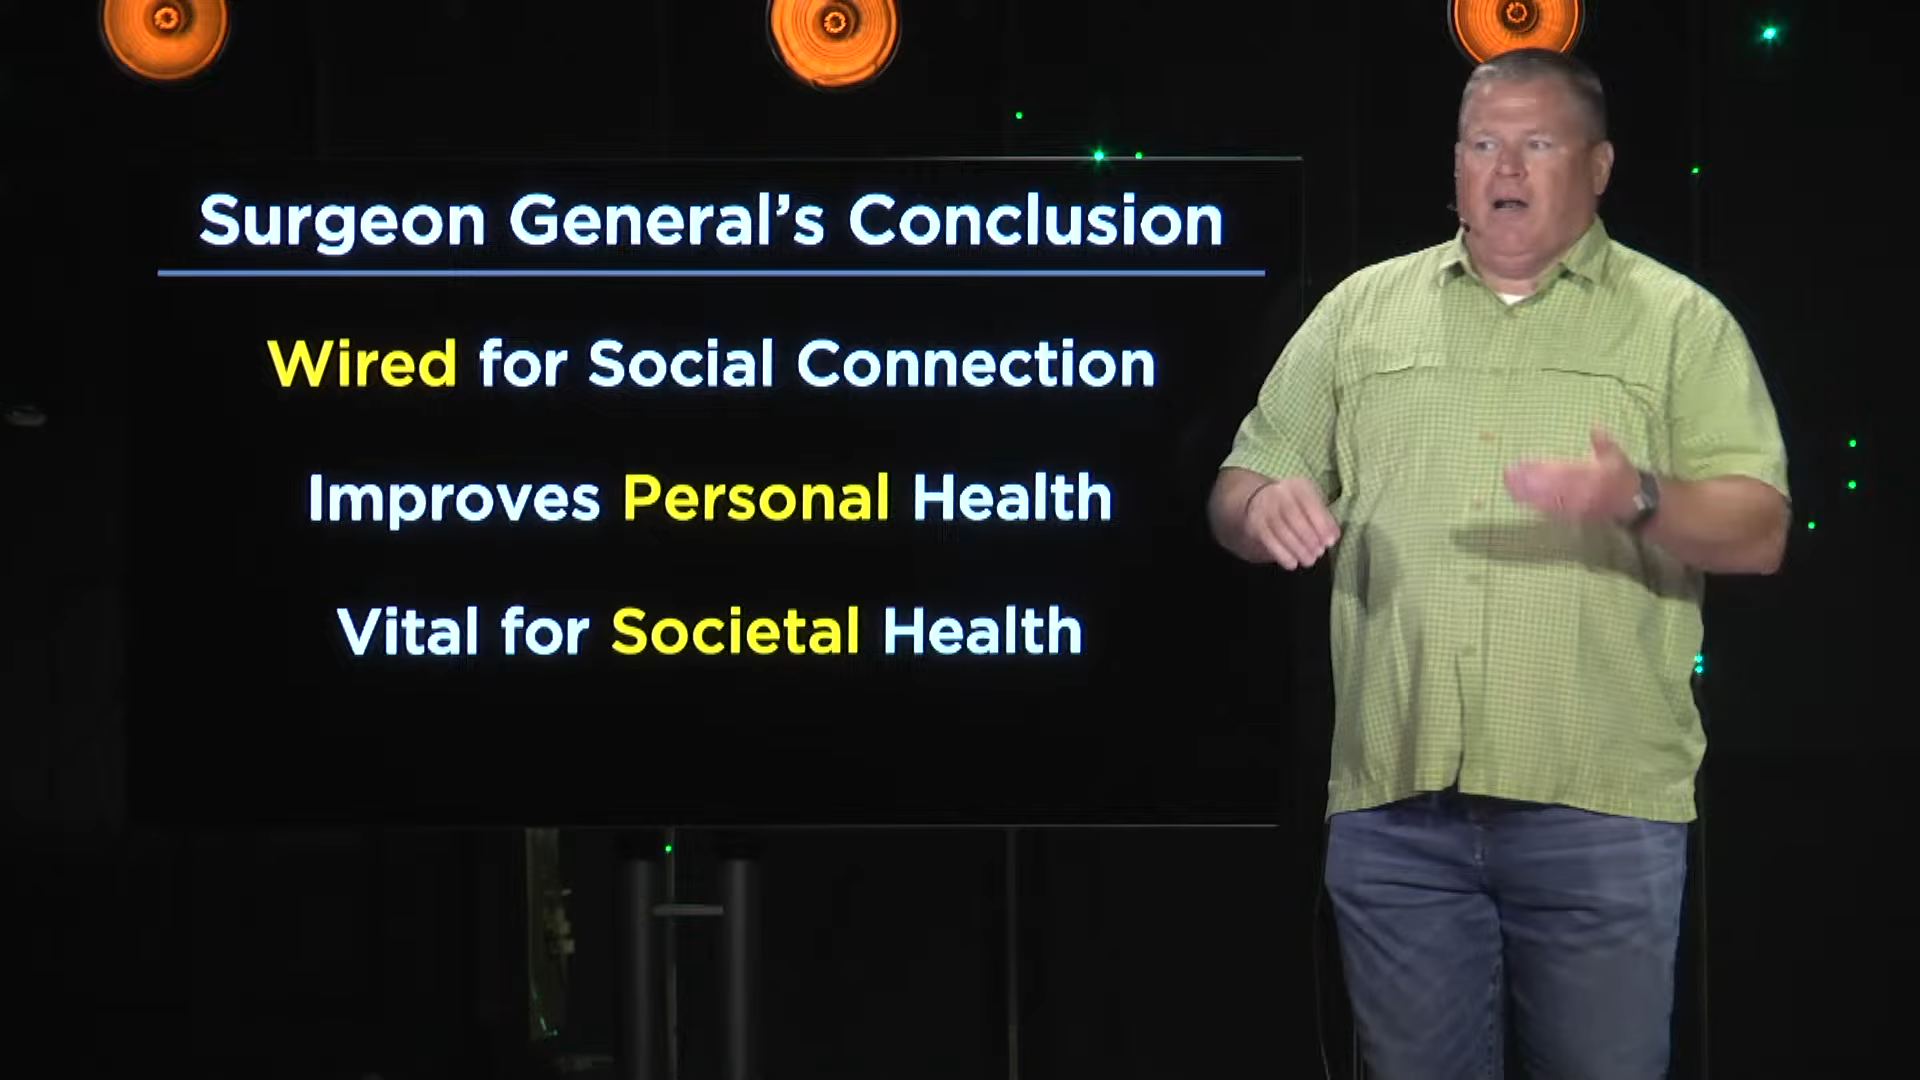 Surgeon General’s Conclusion
Wired for Social Connection
Improves Personal Health
Vital for Societal Health